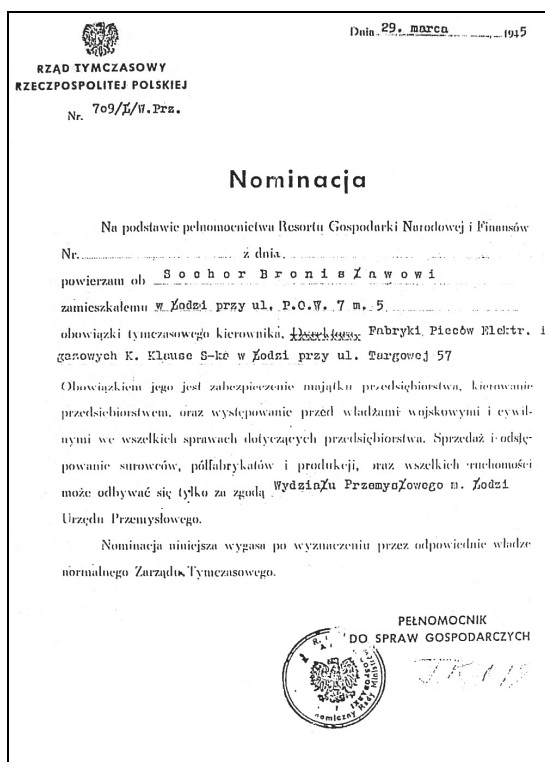 Dnia 29. marca 1945
RZĄD TYMCZASOWY
RZECZPOSPOLITEJ POLSKIEJ
Nr. 709/Ł/W.Prz.
Nominacja
Na podstawie pełnomocnictwa Resortu Gospodarki Narodowej i Finansów
Nr. z dnia
powierzam ob Sochor Bronisławowi
zamieszkałemu w Łodzi przy ul. P.O.W. 7 m. 5
obowiązki tymczasowego kierownika, Dyrektora, Fabryki Pieców Elektr. i
gazowych K. Klause S-ka w Łodzi przy ul. Targowej 57
Obowiązkiem jego jest zabezpieczenie majątku przedsiębiorstwa, kierowanie
przedsiębiorstwem, oraz występowanie przed władzami wojskowymi i cywil-
nymi we wszelkich sprawach dotyczących przedsiębiorstwa. Sprzedaż i odstę-
powanie surowców, półfabrykatów i produkcji, oraz wszelkich ruchomości
może odbywać się tylko za zgodą Wydziału Przemysłowego m. Łodzi
Urzędu Przemysłowego.
Nominacja niniejsza wygasa po wyznaczeniu przez odpowiednie władze
normalnego Zarządu Tymczasowego.
PEŁNOMOCNIK
DO SPRAW GOSPODARCZYCH